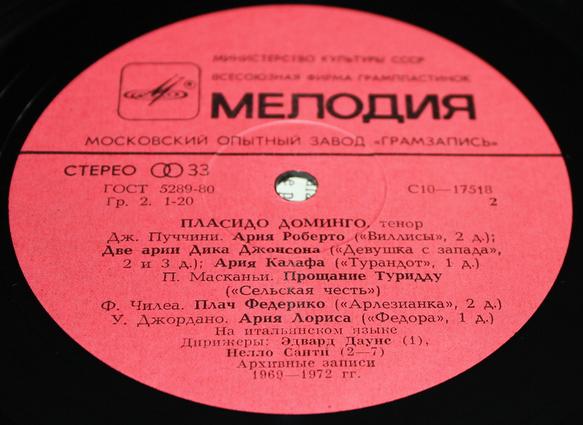 МИНИСТЕРСТВО КУЛЬТУРЫ СССР
ВСЕСОЮЗНАЯ ФИРМА ГРАМПЛАСТИНОК
МЕЛОДИЯ
МОСКОВСКИЙ ОПЫТНЫЙ ЗАВОД «ГРАМЗАПИСЬ»
СТЕРЕО 33
ГОСТ 5289-80 С10—17518
Гр. 2. 1-20 2
ПЛАСИДО ДОМИНГО, тенор
Дж. Пуччини. Ария Роберто («Виллисы», 2 д.);
Две арии Дика Джонсона («Девушка с запада»,
2 и 3 д.); Ария Калафа («Турандот», 1 д.)
П. Масканьи. Прощание Туридду
(«Сельская честь»)
Ф. Чилеа. Плач Федерико («Арлезианка», 2 д.)
У. Джордано. Ария Лориса («Федора», 1 д.)
На итальянском языке
Дирижеры: Эдвард Даунс (1),
Нелло Санти (2—7)
Архивные записи
1969—1972 гг.